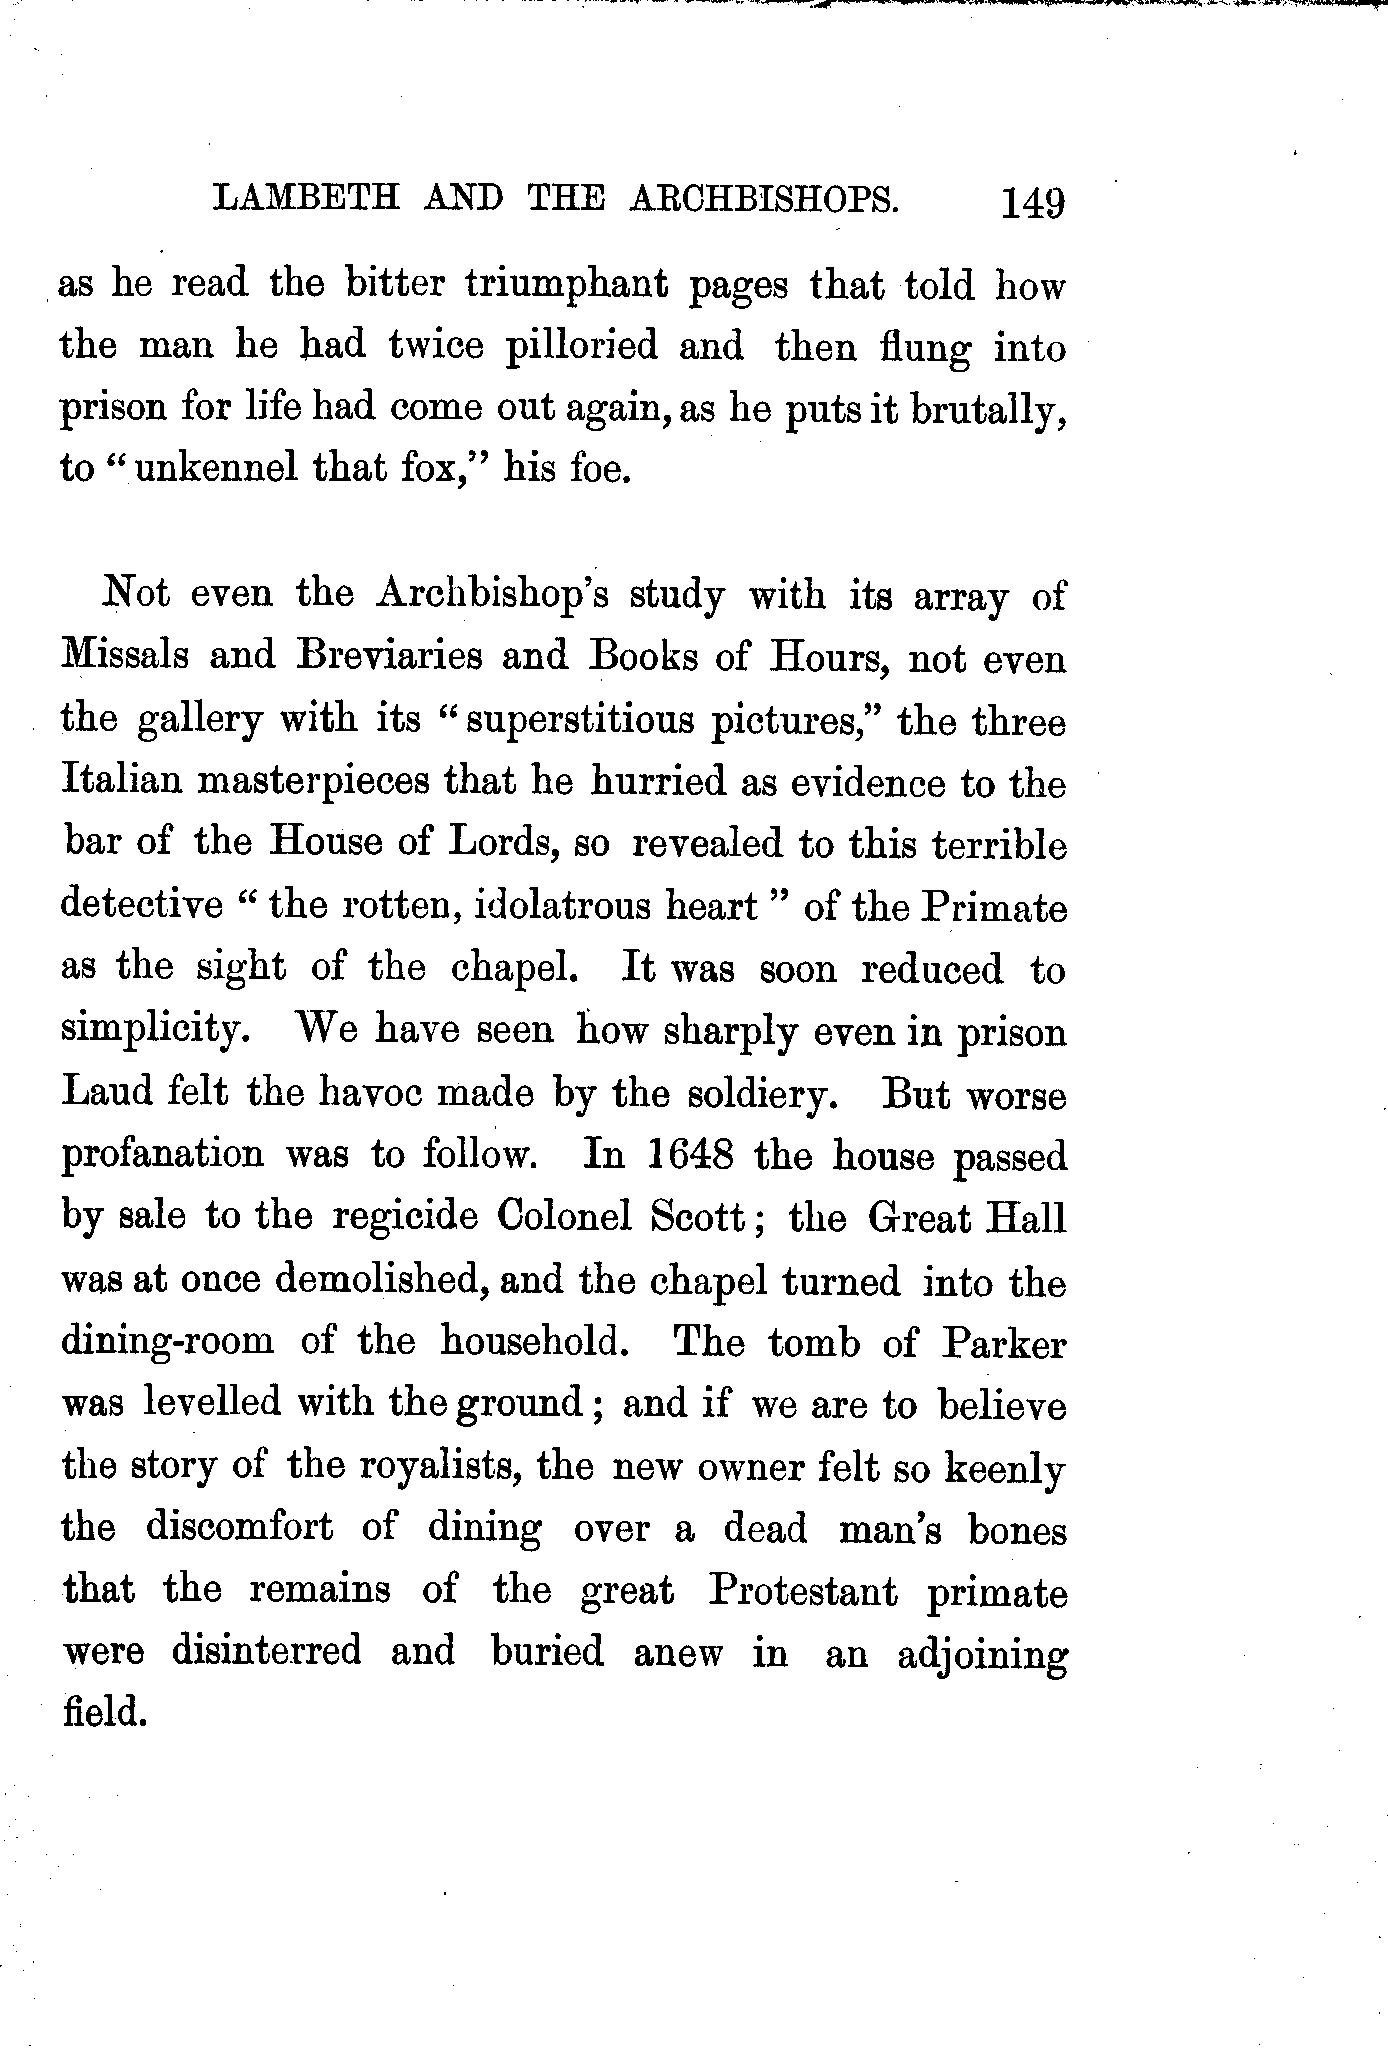 LAMBETH AND THE ARCHBISHOPS. 149
as he read the bitter triumphant pages that told how
the man he had twice pilloried and then flung into
prison for life had come out again, as he puts it brutally,
to “unkennel that fox,” his foe.
Not even the Archbishop’s study with its array of
Missals and Breviaries and Books of Hours, not even
the gallery with its “superstitious pictures,” the three
Italian masterpieces that he hurried as evidence to the
bar of the House of Lords, so revealed to this terrible
detective “the rotten, idolatrous heart” of the Primate
as the sight of the chapel. It was soon reduced to
simplicity. We have seen how sharply even in prison
Laud felt the havoc made by the soldiery. But worse
profanation was to follow. In 1648 the house passed
by sale to the regicide Colonel Scott; the Great Hall
was at once demolished, and the chapel turned into the
dining-room of the household. The tomb of Parker
was levelled with the ground; and if we are to believe
the story of the royalists, the new owner felt so keenly
the discomfort of dining over a dead man’s bones
that the remains of the great Protestant primate
were disinterred and buried anew in an adjoining
field.